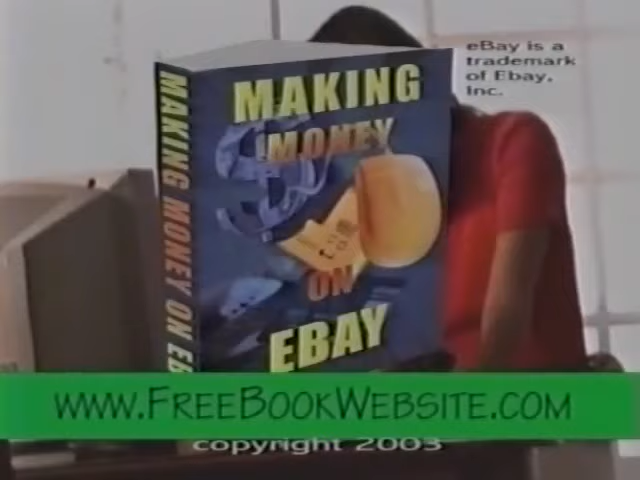 eBay is a
trademark
of Ebay,
Inc.
MAKING
MONEY
ON
EBAY
MAKING MONEY ON EB
WWW.FREEBOOKWEBSITE.COM
copyright 2003